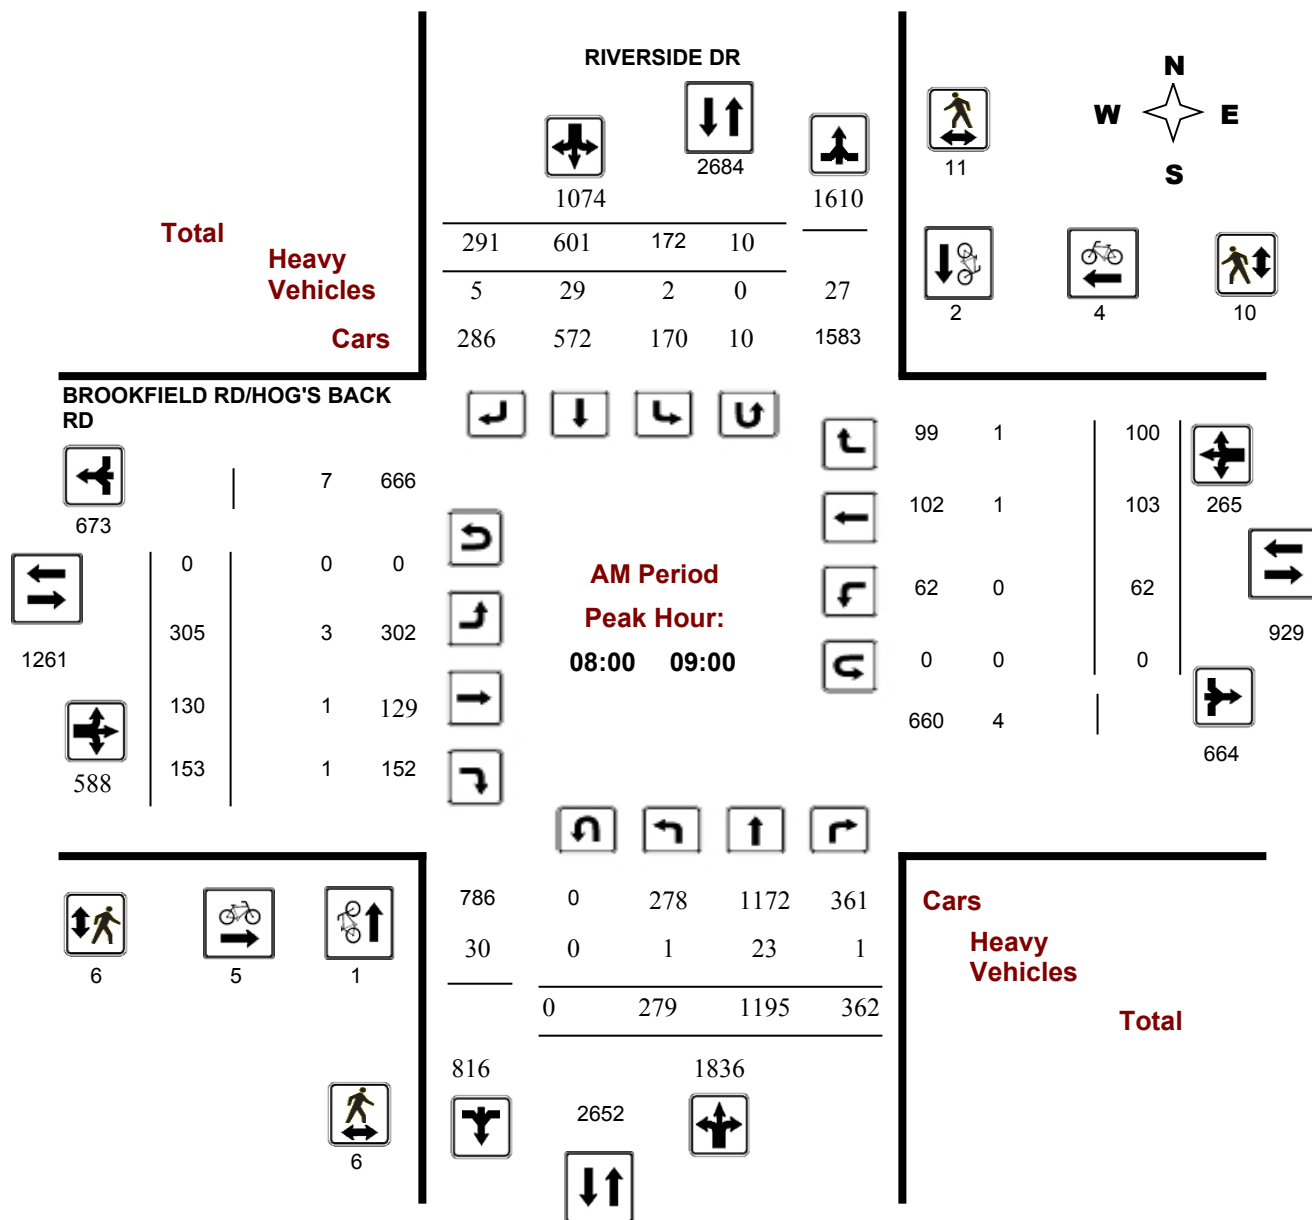 RIVERSIDE DR
N
W E
S
2684
11
1074 1610
Total 291 601 172 10
Heavy
Vehicles 5 29 2 0 27
2 4 10
Cars 286 572 170 10 1583
BROOKFIELD RD/HOG'S BACK
RD
99 1 100
7 666
102 1 103 265
673
0 0 0
AM Period
62 0 62
Peak Hour:
305 3 302
929
1261
08:00 09:00
0 0 0
130 1 129
660 4
664
588 153 1 152
786 0 278 1172 361 Cars
30 0 1 23 1 Heavy
Vehicles
6 5 1
0 279 1195 362 Total
816 1836
2652
6